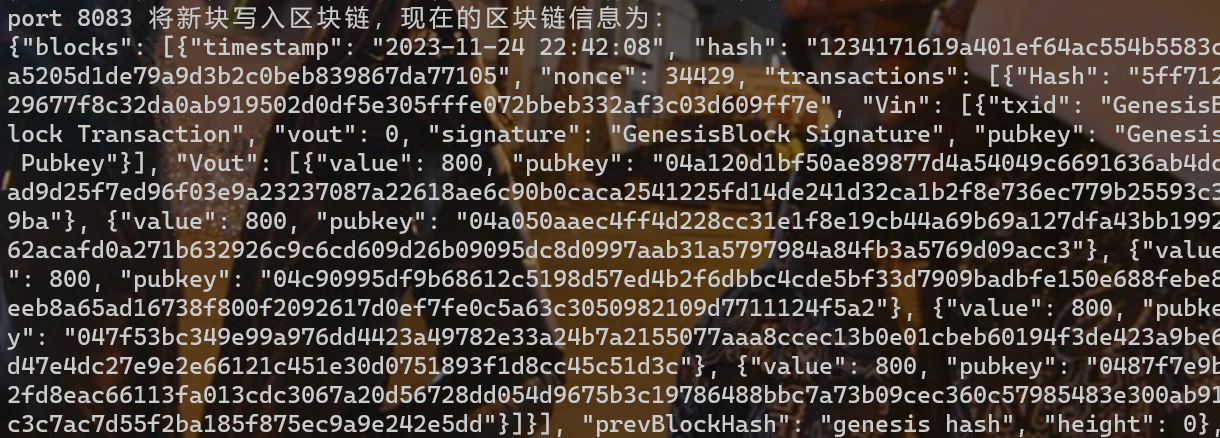 port 8083 将新块写入区块链，现在的区块链信息为：
{"blocks": [{"timestamp": "2023-11-24 22:42:08", "hash": "1234171619a401ef64ac554b5583c
a5205d1de79a9d3b2c0beb839867da77105", "nonce": 34429, "transactions": [{"Hash": "5ff712
29677f8c32da0ab919502d0df5e305fffe072bbeb332af3c03d609ff7e", "Vin": [{"txid": "GenesisB
lock Transaction", "vout": 0, "signature": "GenesisBlock Signature", "pubkey": "Genesis
 Pubkey"}], "Vout": [{"value": 800, "pubkey": "04a120d1bf50ae89877d4a54049c6691636ab4dc
ad9d25f7ed96f03e9a23237087a22618ae6c90b0caca2541225fd14de241d32ca1b2f8e736ec779b25593c3
9ba"}, {"value": 800, "pubkey": "04a050aaec4ff4d228cc31e1f8e19cb44a69b69a127dfa43bb1992
62acafd0a271b632926c9c6cd609d26b09095dc8d0997aab31a5797984a84fb3a5769d09acc3"}, {"value
": 800, "pubkey": "04c90995df9b68612c5198d57ed4b2f6dbbc4cde5bf33d7909badbfe150e688febe8
eeb8a65ad16738f800f2092617d0ef7fe0c5a63c3050982109d7711124f5a2"}, {"value": 800, "pubke
y": "047f53bc349e99a976dd4423a49782e33a24b7a2155077aaa8ccec13b0e01cbeb60194f3de423a9be6
d47e4dc27e9e2e66121c451e30d0751893f1d8cc45c51d3c"}, {"value": 800, "pubkey": "0487f7e9b
2fd8eac66113fa013cdc3067a20d56728dd054d9675b3c19786488bbc7a73b09cec360c57985483e300ab91
c3c7ac7d55f2ba185f875ec9a9e242e5dd"}]}], "prevBlockHash": "genesis hash", "height": 0},